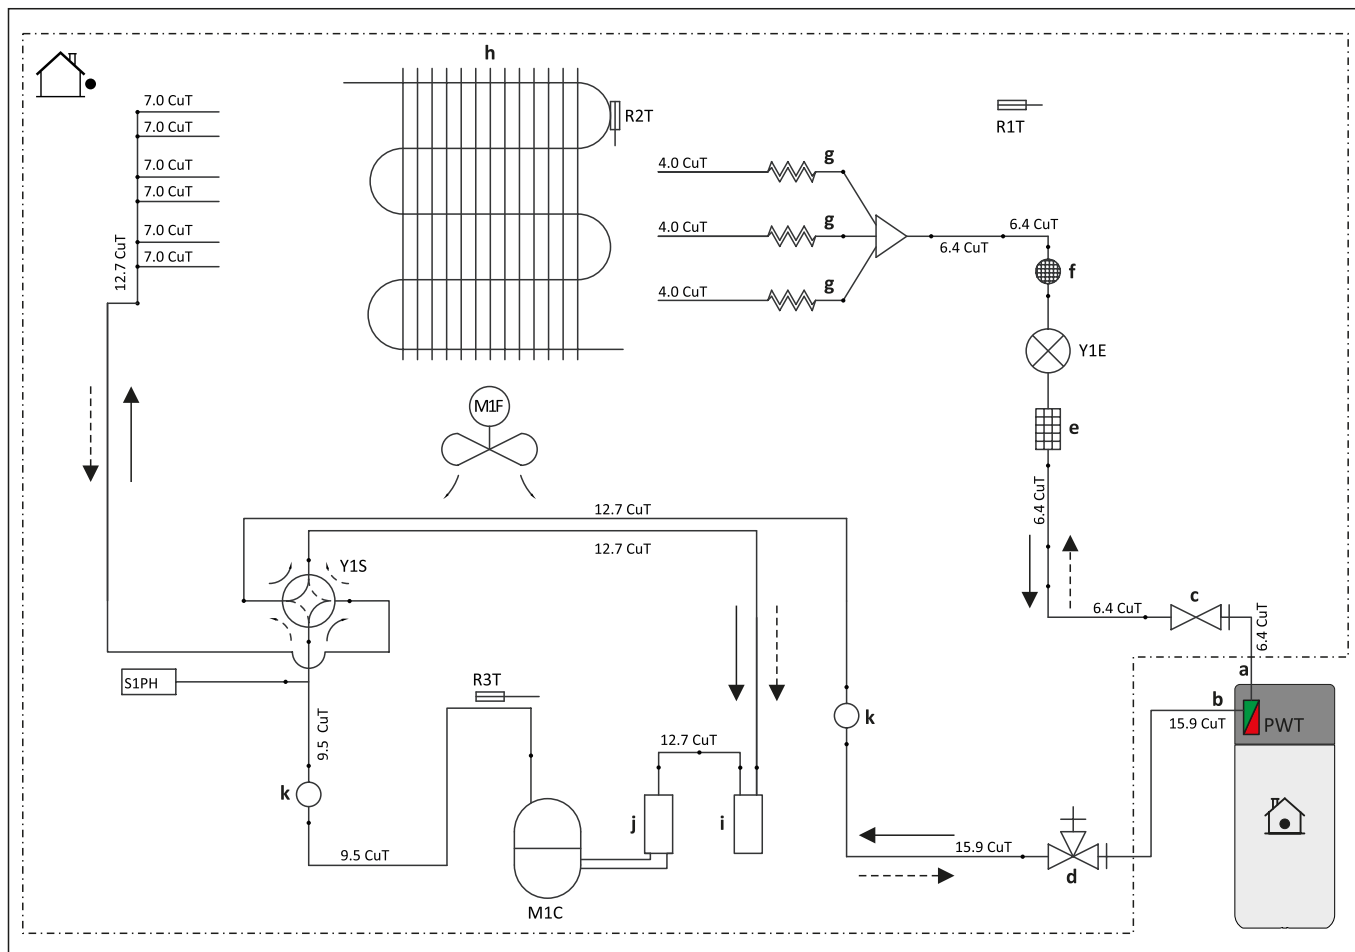 h
7.0 CuT
7.0 CuT
7.0 CuT
7.0 CuT
7.0 CuT
7.0 CuT
12.7 CuT
R2T
R1T
4.0 CuT
g
4.0 CuT
g
4.0 CuT
g
6.4 CuT
6.4 CuT
f
Y1E
e
6.4 CuT
M1F
12.7 CuT
12.7 CuT
Y1S
c
6.4 CuT
6.4 CuT
a
b
15.9 CuT
PWT
S1PH
R3T
9.5 CuT
12.7 CuT
k
k
j
i
9.5 CuT
M1C
15.9 CuT
d